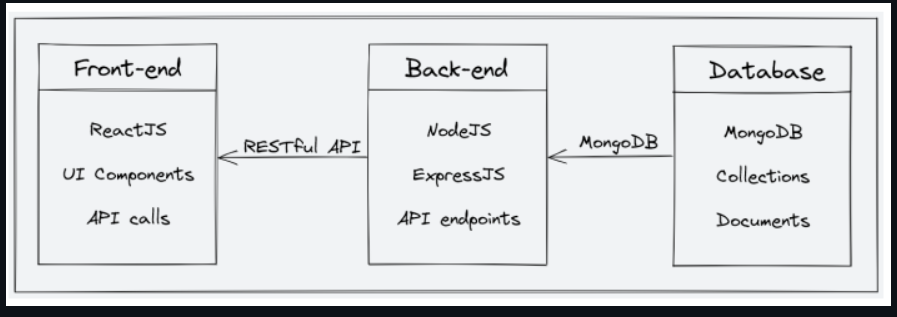 Front-end
ReactJS
UI Components
API calls
RESTful API
Back-end
NodeJS
ExpressJS
API endpoints
MongoDB
Database
MongoDB
Collections
Documents